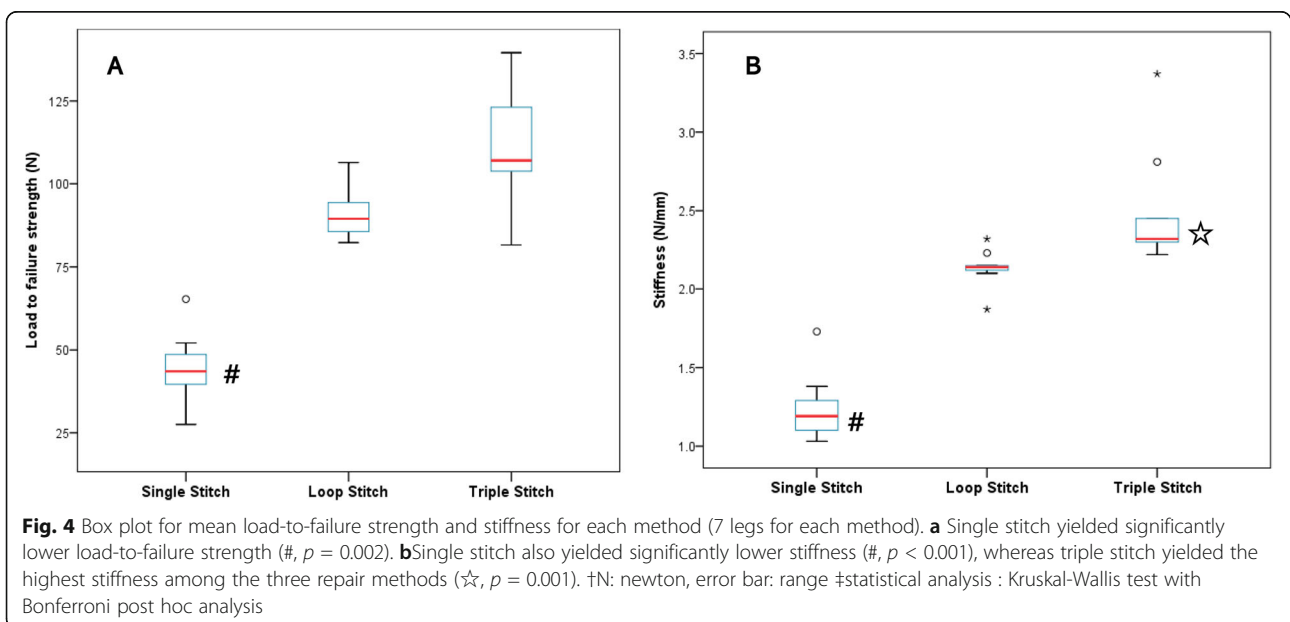 A
Load to failure strength (N)
125
100
75
50
25
#
Single Stitch Loop Stitch Triple Stitch
B
Stiffness (N/mm)
3.5
3.0
2.5
2.0
1.5
1.0
☆
#
Single Stitch Loop Stitch Triple Stitch
Fig. 4 Box plot for mean load-to-failure strength and stiffness for each method (7 legs for each method). a Single stitch yielded significantly
lower load-to-failure strength (#, p = 0.002). bSingle stitch also yielded significantly lower stiffness (#, p < 0.001), whereas triple stitch yielded the
highest stiffness among the three repair methods (☆, p = 0.001). †N: newton, error bar: range ‡statistical analysis : Kruskal-Wallis test with
Bonferroni post hoc analysis